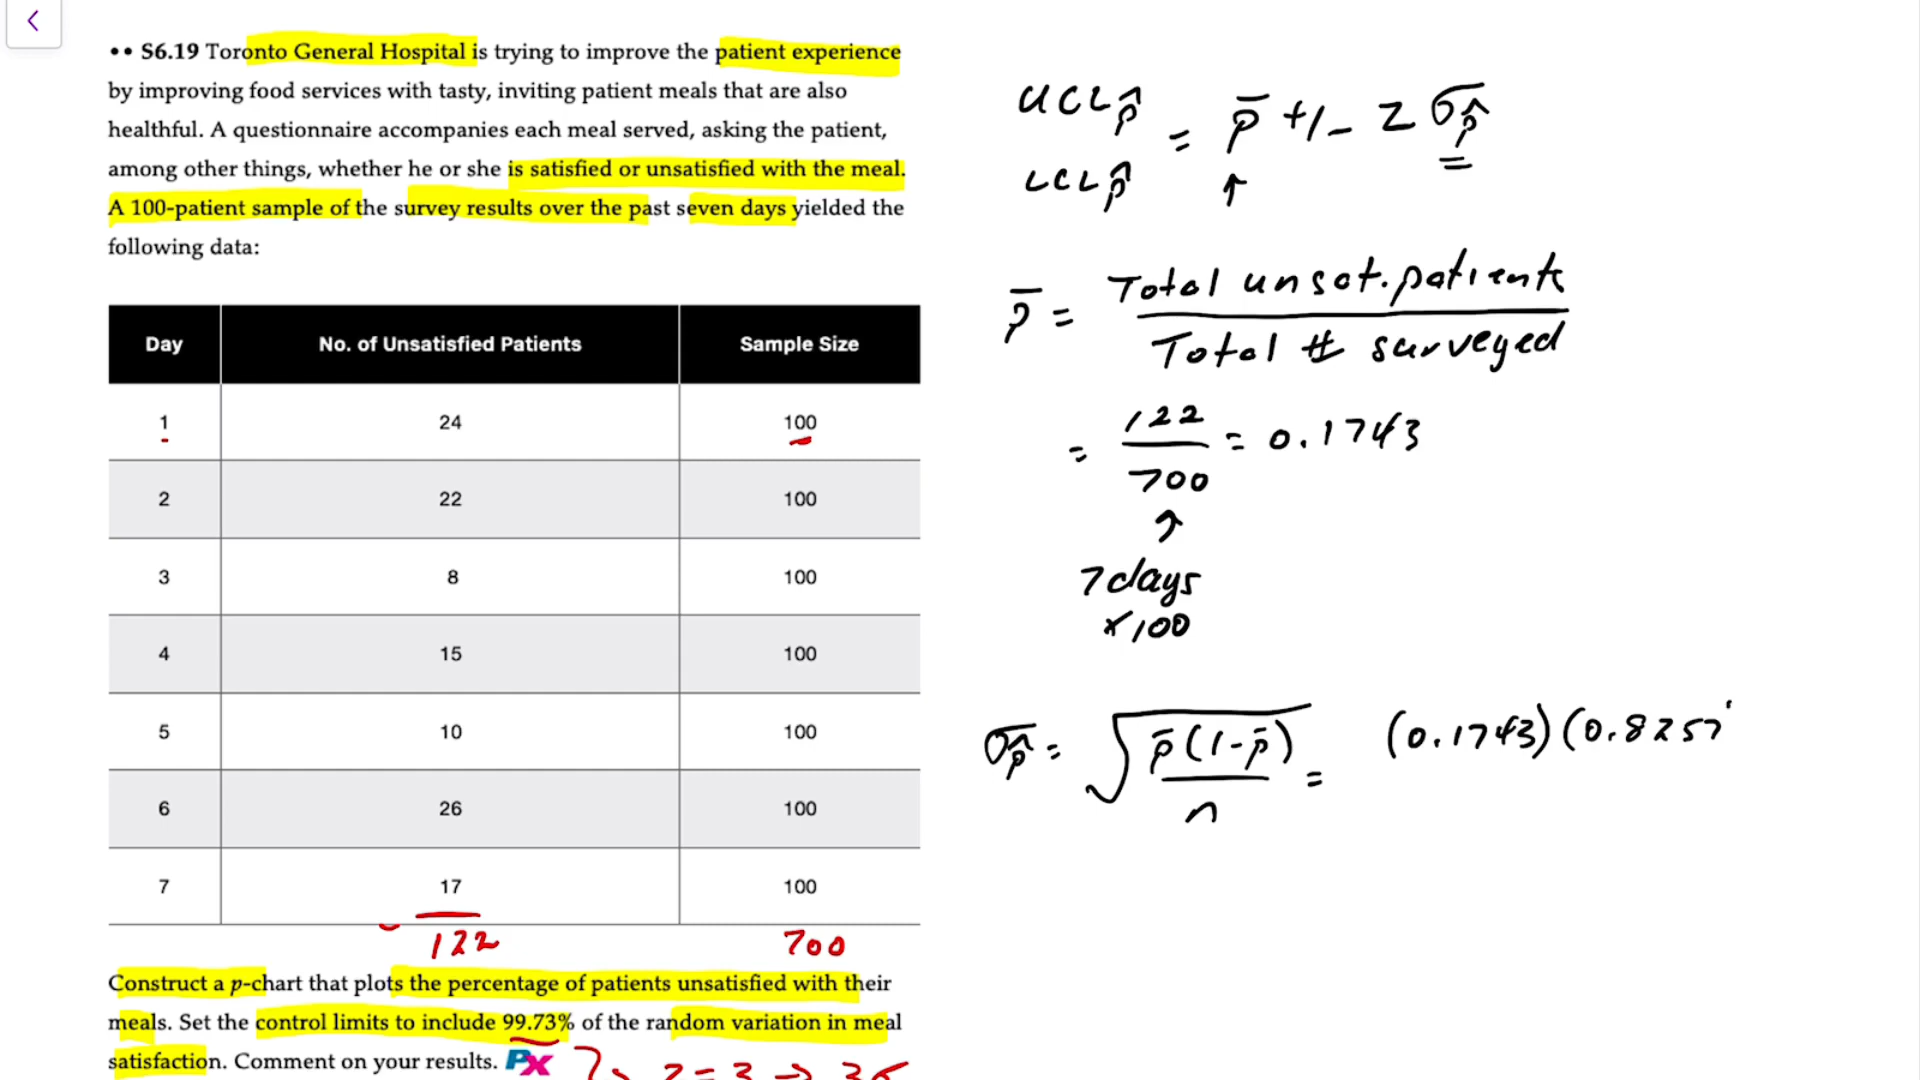 •• S6.19 Toronto General Hospital is trying to improve the patient experience
by improving food services with tasty, inviting patient meals that are also
healthful. A questionnaire accompanies each meal served, asking the patient,
among other things, whether he or she is satisfied or unsatisfied with the meal.
A 100-patient sample of the survey results over the past seven days yielded the
following data:
Day No. of Unsatisfied Patients Sample Size
1 24 100
2 22 100
3 8 100
4 15 100
5 10 100
6 26 100
7 17 100
122 700
Construct a p-chart that plots the percentage of patients unsatisfied with their
meals. Set the control limits to include 99.73% of the random variation in meal
satisfaction. Comment on your results. PX
z = 3 → 3σ
UCL p̂
= p̄ +/- z σp̂
LCL p̂
↑
p̄ = Total unsat. patients
Total # surveyed
= 122
700
= 0.1743
↑
7 days
×100
σp̂ = √ p̄(1-p̄)
n
= (0.1743)(0.8257